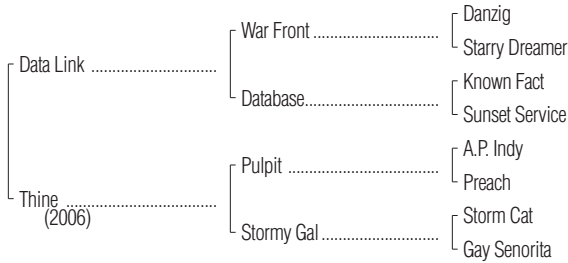 Danzig
War Front ....................................
Starry Dreamer
Data Link .....................................
Known Fact
Database.......................................
Sunset Service
A.P. Indy
Pulpit ............................................
Preach
Thine .............................................
(2006)
Storm Cat
Stormy Gal...................................
Gay Senorita